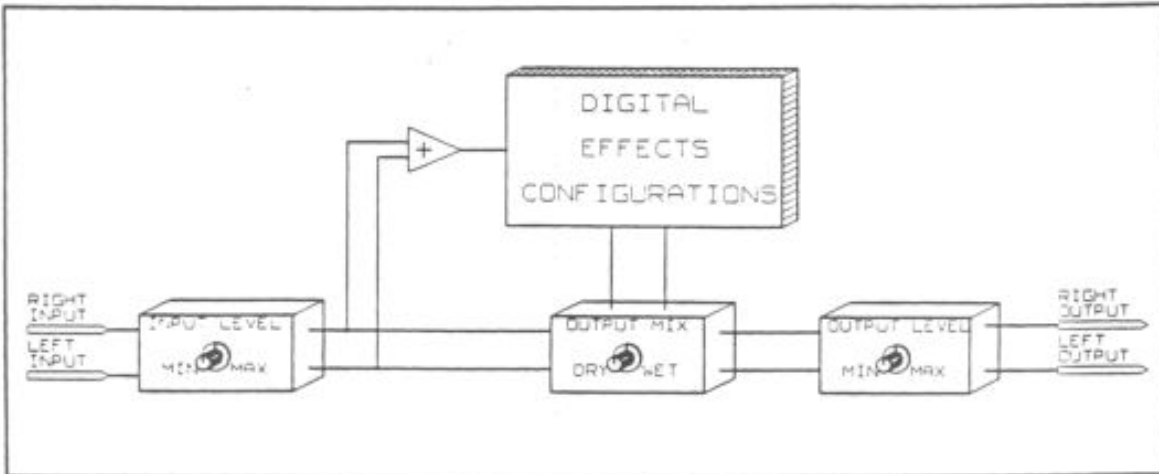 DIGITAL
EFFECTS
CONFIGURATIONS
+
RIGHT
INPUT
LEFT
INPUT
INPUT LEVEL
MIN MAX
OUTPUT MIX
DRY WET
OUTPUT LEVEL
MIN MAX
RIGHT
OUTPUT
LEFT
OUTPUT